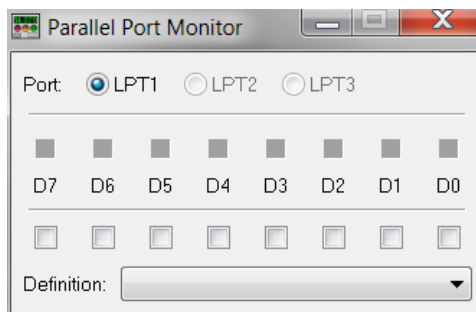 Parallel Port Monitor
Port: LPT1 LPT2 LPT3
D7 D6 D5 D4 D3 D2 D1 D0
Definition: